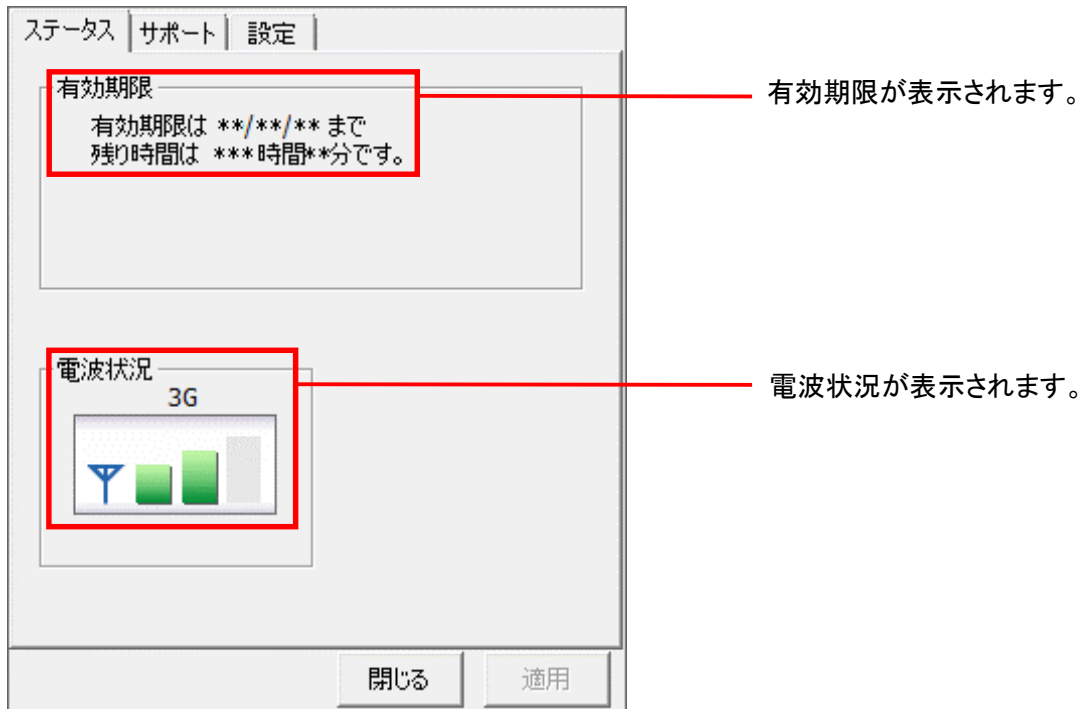 ステータス サポート 設定
有効期限
有効期限は **/**/** まで
残り時間は ***時間**分です。
有効期限が表示されます。
電波状況
3G
電波状況が表示されます。
閉じる 適用